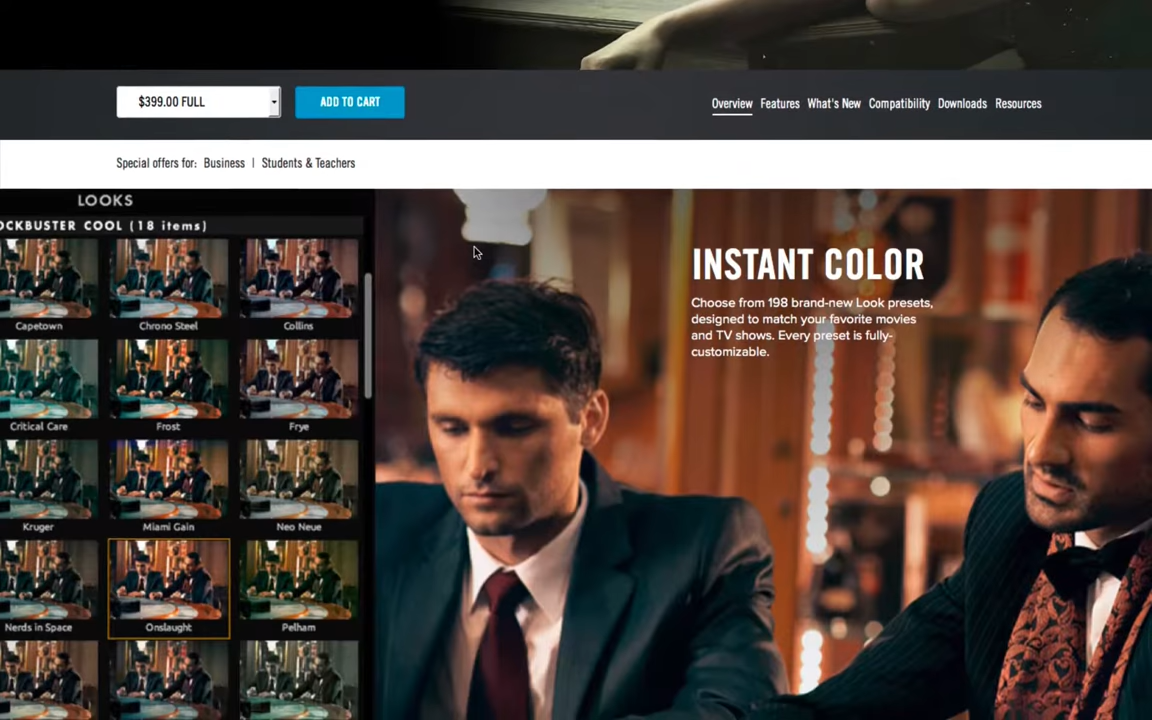 $399.00 FULL
ADD TO CART
Overview Features What's New Compatibility Downloads Resources
Special offers for: Business | Students & Teachers
LOOKS
OCKBUSTER COOL (18 items)
Capetown Chrono Steel Collins
Critical Care Frost Frye
Kruger Miami Gain Neo Neue
Nerds in Space Onslaught Pelham
INSTANT COLOR
Choose from 198 brand-new Look presets,
designed to match your favorite movies
and TV shows. Every preset is fully-
customizable.